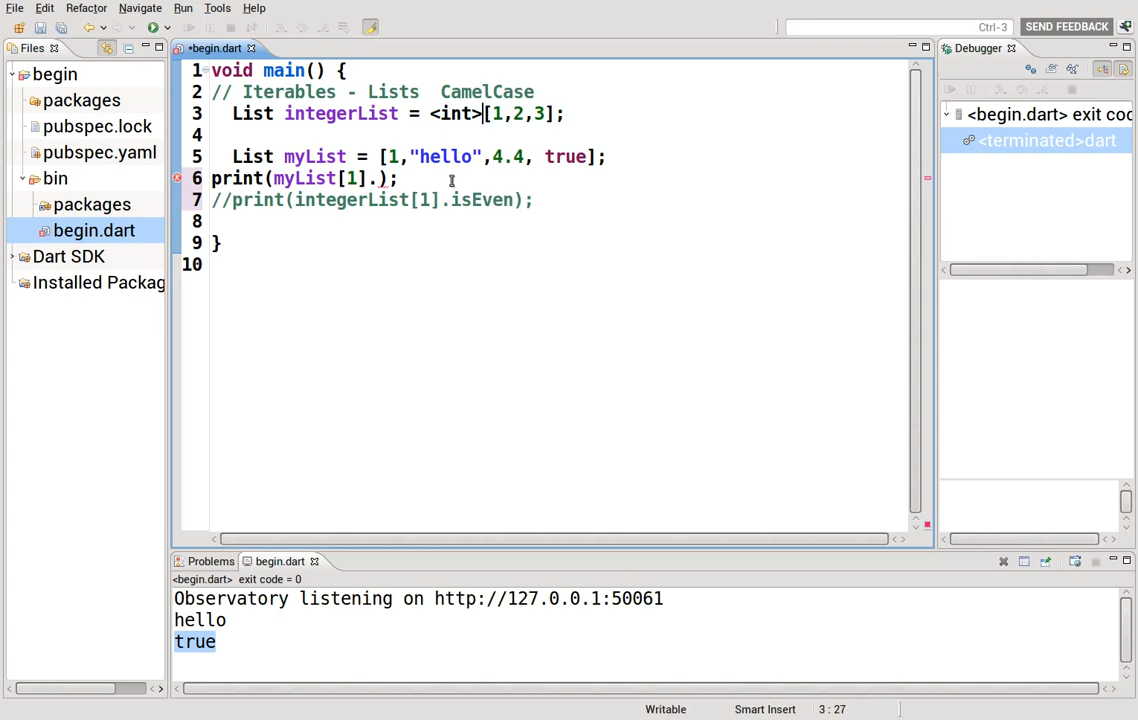 File Edit Refactor Navigate Run Tools Help
Ctrl-3 SEND FEEDBACK
Files
*begin.dart
Debugger
begin
packages
pubspec.lock
pubspec.yaml
bin
packages
begin.dart
Dart SDK
Installed Packag
1 void main() {
2 // Iterables - Lists  CamelCase
3   List integerList = <int>[1,2,3];
4
5   List myList = [1,"hello",4.4, true];
6 print(myList[1].);
7 //print(integerList[1].isEven);
8
9 }
10
<begin.dart> exit coc
<terminated>dart
Problems begin.dart
<begin.dart> exit code = 0
Observatory listening on http://127.0.0.1:50061
hello
true
Writable Smart Insert 3 : 27